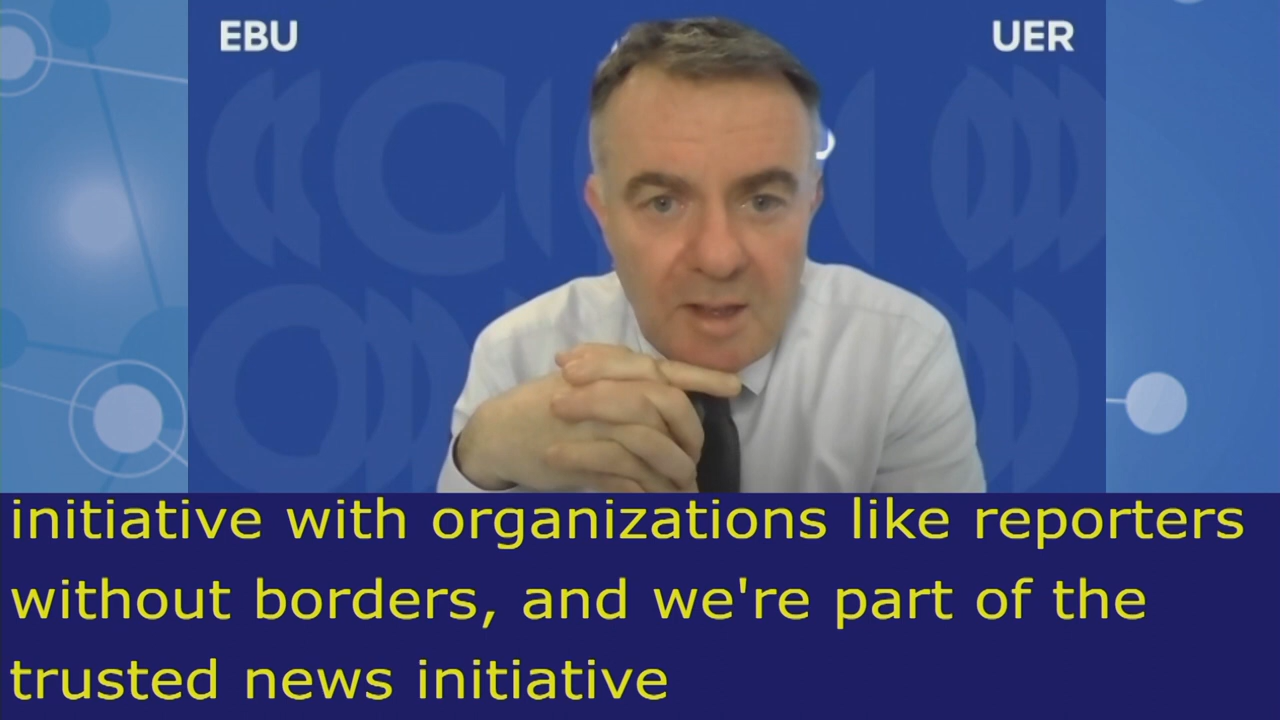 EBU
UER
initiative with organizations like reporters
without borders, and we're part of the
trusted news initiative